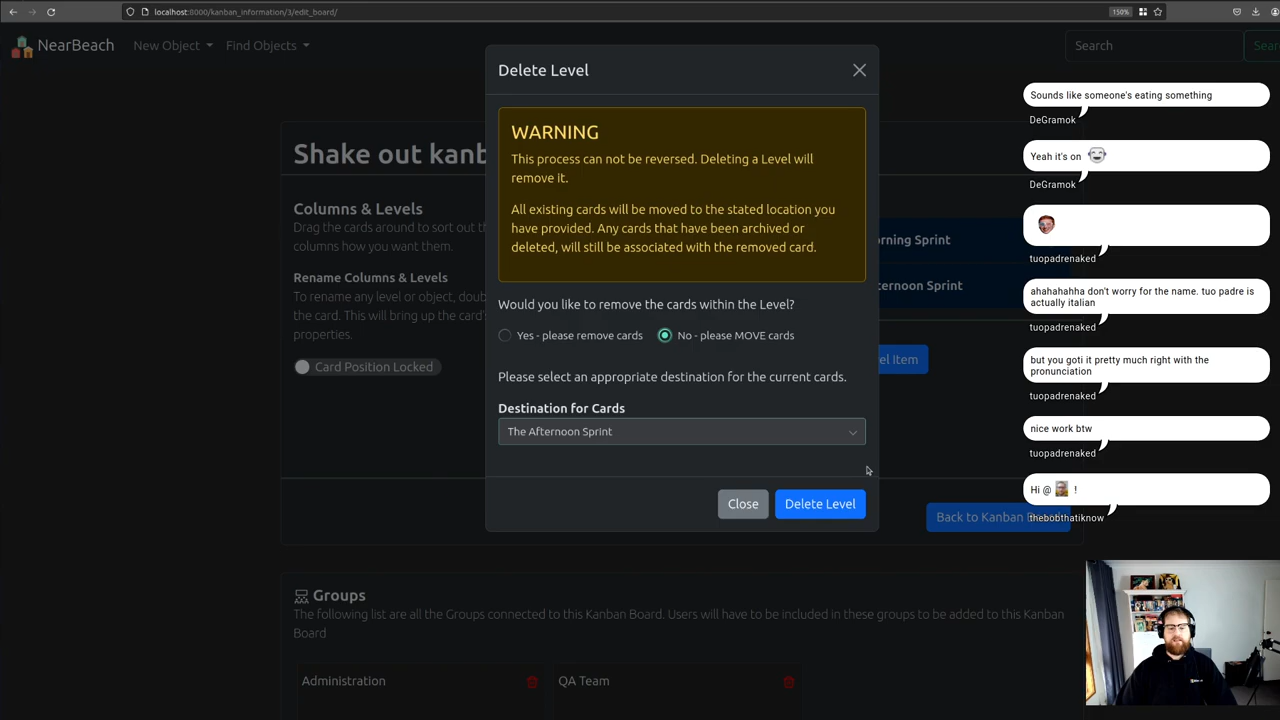 localhost:8000/kanban_information/3/edit_board/
150%
NearBeach
New Object
Find Objects
Search
Delete Level
WARNING
This process can not be reversed. Deleting a Level will
remove it.
All existing cards will be moved to the stated location you
have provided. Any cards that have been archived or
deleted, will still be associated with the removed card.
Would you like to remove the cards within the Level?
Yes - please remove cards
No - please MOVE cards
Please select an appropriate destination for the current cards.
Destination for Cards
The Afternoon Sprint
Close
Delete Level
Shake out kanb
Columns & Levels
Drag the cards around to sort out t
columns how you want them.
Rename Columns & Levels
To rename any level or object, dou
the card. This will bring up the card'
properties.
Card Position Locked
rning Sprint
ernoon Sprint
el Item
Back to Kanban
Groups
The following list are all the Groups connected to this Kanban Board. Users will have to be included in these groups to be added to this Kanban
Board
Administration
QA Team
Sounds like someone's eating something
DeGramok
Yeah it's on
DeGramok
tuopadrenaked
ahahahahha don't worry for the name. tuo padre is
actually italian
tuopadrenaked
but you goti it pretty much right with the
pronunciation
tuopadrenaked
nice work btw
tuopadrenaked
Hi @ !
thebobthatiknow